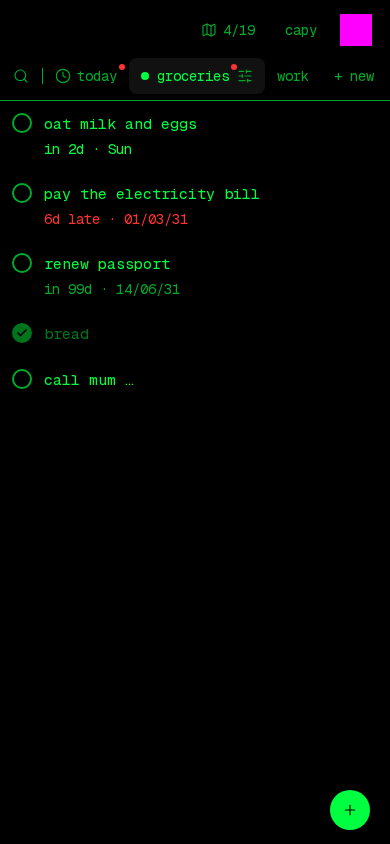 4/19 capy
today groceries work + new
oat milk and eggs
in 2d · Sun
pay the electricity bill
6d late · 01/03/31
renew passport
in 99d · 14/06/31
bread
call mum …
+